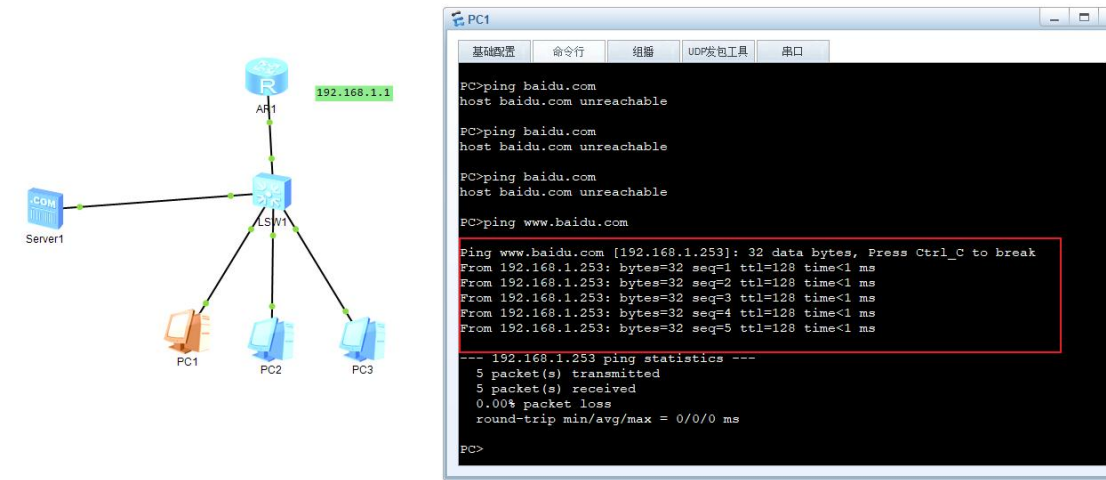 192.168.1.1
R
AR1
.COM
Server1
LSW1
PC1
PC2
PC3
PC1
基础配置 命令行 组播 UDP发包工具 串口
PC>ping baidu.com
host baidu.com unreachable
PC>ping baidu.com
host baidu.com unreachable
PC>ping baidu.com
host baidu.com unreachable
PC>ping www.baidu.com
Ping www.baidu.com [192.168.1.253]: 32 data bytes, Press Ctrl_C to break
From 192.168.1.253: bytes=32 seq=1 ttl=128 time<1 ms
From 192.168.1.253: bytes=32 seq=2 ttl=128 time<1 ms
From 192.168.1.253: bytes=32 seq=3 ttl=128 time<1 ms
From 192.168.1.253: bytes=32 seq=4 ttl=128 time<1 ms
From 192.168.1.253: bytes=32 seq=5 ttl=128 time<1 ms
--- 192.168.1.253 ping statistics ---
5 packet(s) transmitted
5 packet(s) received
0.00% packet loss
round-trip min/avg/max = 0/0/0 ms
PC>